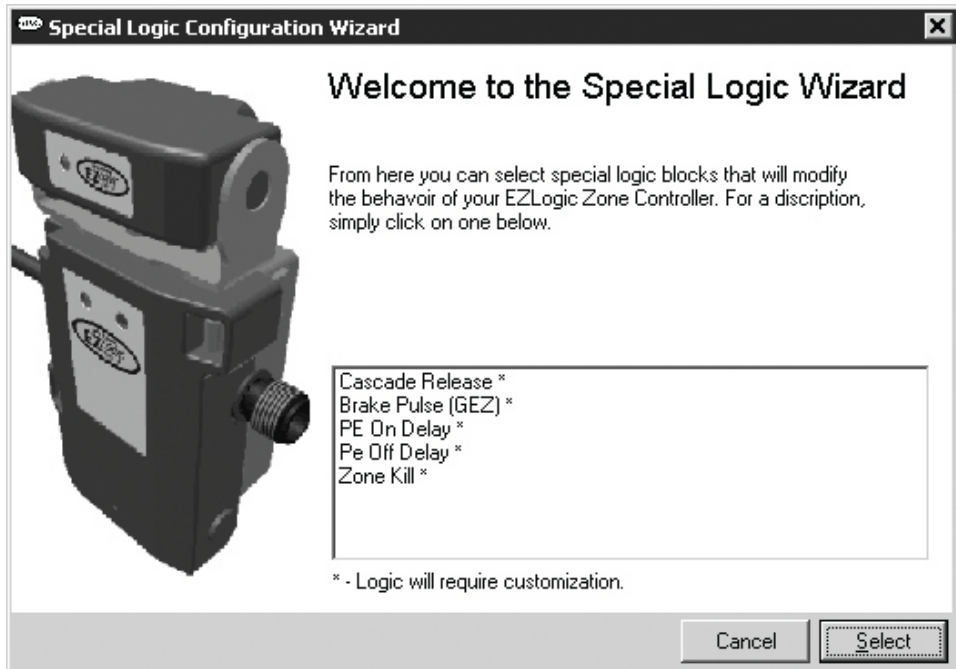 Special Logic Configuration Wizard
Welcome to the Special Logic Wizard
From here you can select special logic blocks that will modify
the behavoir of your EZLogic Zone Controller. For a discription,
simply click on one below.
Cascade Release *
Brake Pulse (GEZ) *
PE On Delay *
Pe Off Delay *
Zone Kill *
* - Logic will require customization.
Cancel
Select